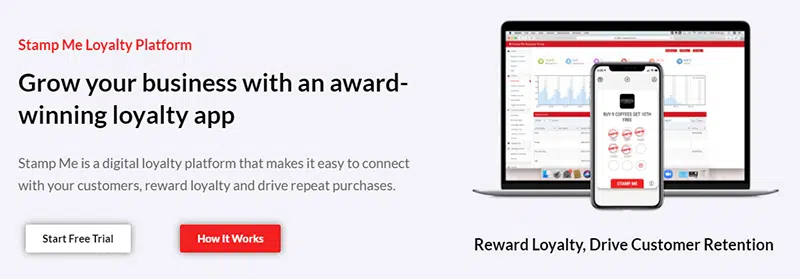 Stamp Me Loyalty Platform
Grow your business with an award-
winning loyalty app
Stamp Me is a digital loyalty platform that makes it easy to connect
with your customers, reward loyalty and drive repeat purchases.
Start Free Trial
How It Works
BUY 9 COFFEES GET 10TH
FREE
STAMP ME
Reward Loyalty, Drive Customer Retention